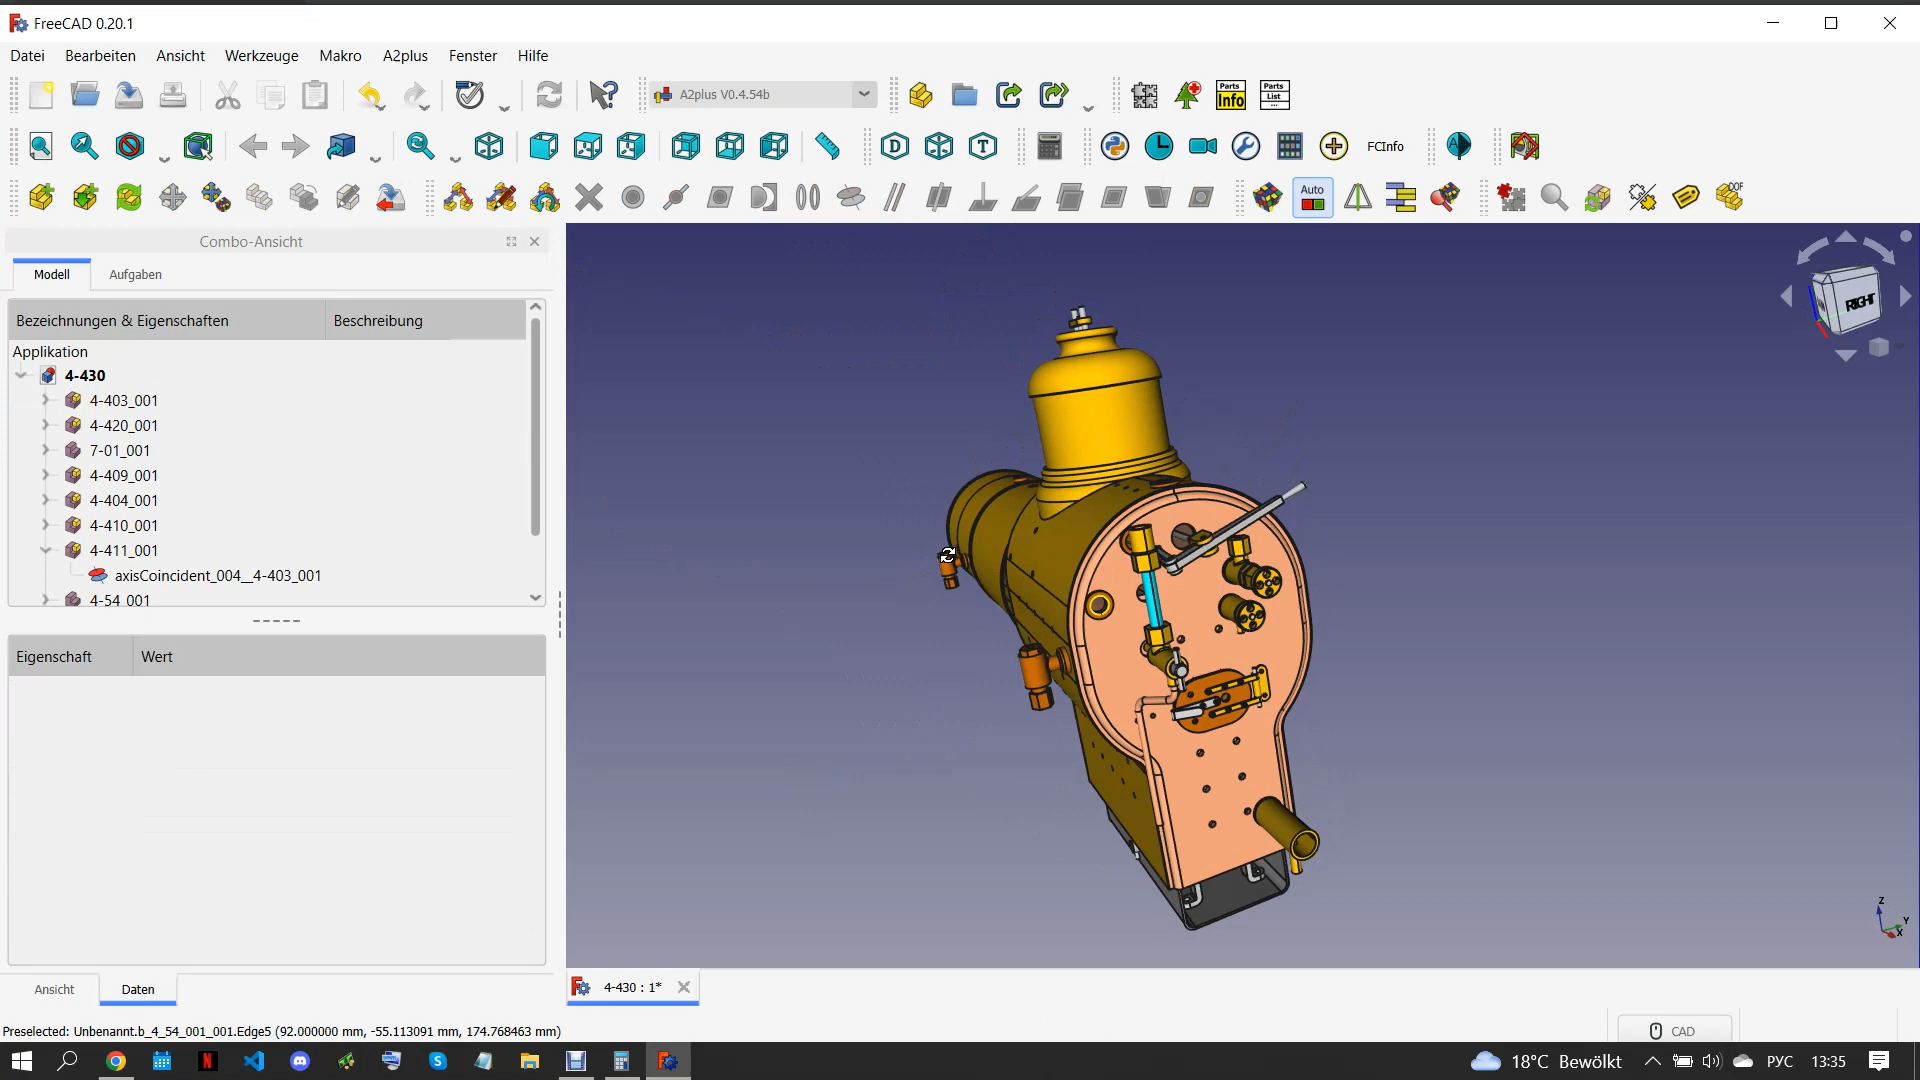 FreeCAD 0.20.1
Datei Bearbeiten Ansicht Werkzeuge Makro A2plus Fenster Hilfe
A2plus V0.4.54b
Parts Info
Parts List ...
D
T
FCInfo
Auto
DOF
Combo-Ansicht
Modell Aufgaben
Bezeichnungen & Eigenschaften Beschreibung
Applikation
4-430
4-403_001
4-420_001
7-01_001
4-409_001
4-404_001
4-410_001
4-411_001
axisCoincident_004__4-403_001
4-54_001
Eigenschaft Wert
Ansicht Daten
RIGHT
Z
Y
X
4-430 : 1*
Preselected: Unbenannt.b_4_54_001_001.Edge5 (92.000000 mm, -55.113091 mm, 174.768463 mm)
CAD
18°C Bewölkt
РУС
13:35